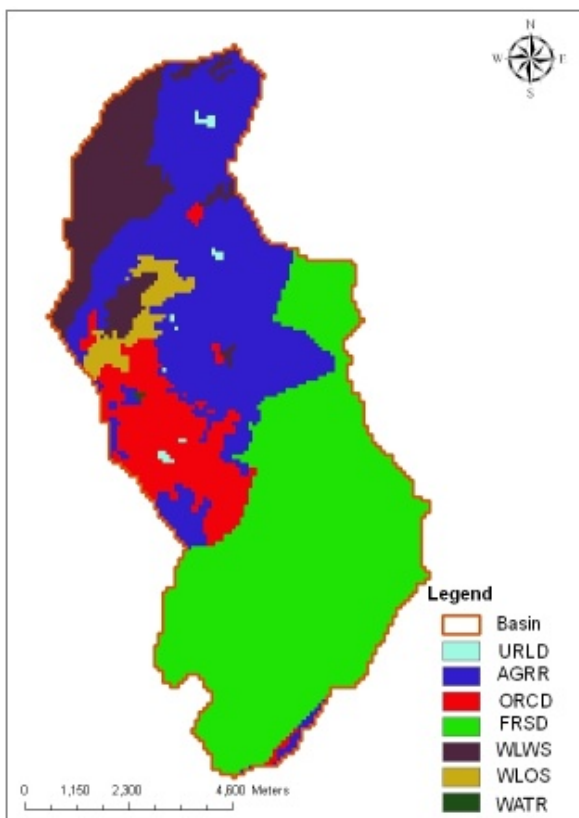 N
W E
S
Legend
Basin
URLD
AGRR
ORCD
FRSD
WLWS
WLOS
WATR
0 1,150 2,300 4,600 Meters